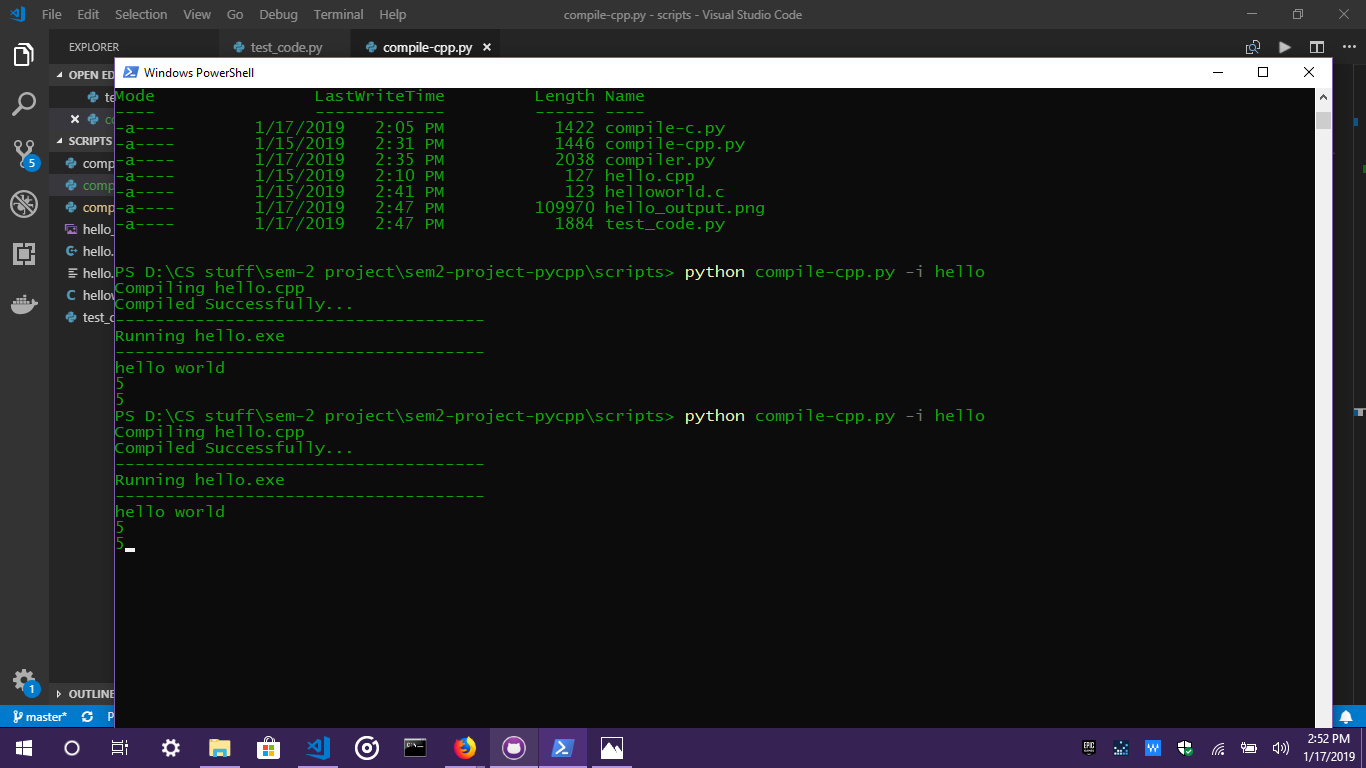 File Edit Selection View Go Debug Terminal Help compile-cpp.py - scripts - Visual Studio Code
EXPLORER test_code.py compile-cpp.py
OPEN ED
Windows PowerShell
te
co
SCRIPTS
comp
comp
comp
hello_
hello.
hello.
hellow
test_c
5
1
OUTLINE
master*
Mode LastWriteTime Length Name
---- ------------- ------ ----
-a---- 1/17/2019 2:05 PM 1422 compile-c.py
-a---- 1/15/2019 2:31 PM 1446 compile-cpp.py
-a---- 1/17/2019 2:35 PM 2038 compiler.py
-a---- 1/15/2019 2:10 PM 127 hello.cpp
-a---- 1/15/2019 2:41 PM 123 helloworld.c
-a---- 1/17/2019 2:47 PM 109970 hello_output.png
-a---- 1/17/2019 2:47 PM 1884 test_code.py
PS D:\CS stuff\sem-2 project\sem2-project-pycpp\scripts> python compile-cpp.py -i hello
Compiling hello.cpp
Compiled Successfully...
-------------------------------------
Running hello.exe
-------------------------------------
hello world
5
5
PS D:\CS stuff\sem-2 project\sem2-project-pycpp\scripts> python compile-cpp.py -i hello
Compiling hello.cpp
Compiled Successfully...
-------------------------------------
Running hello.exe
-------------------------------------
hello world
5
5
2:52 PM
1/17/2019